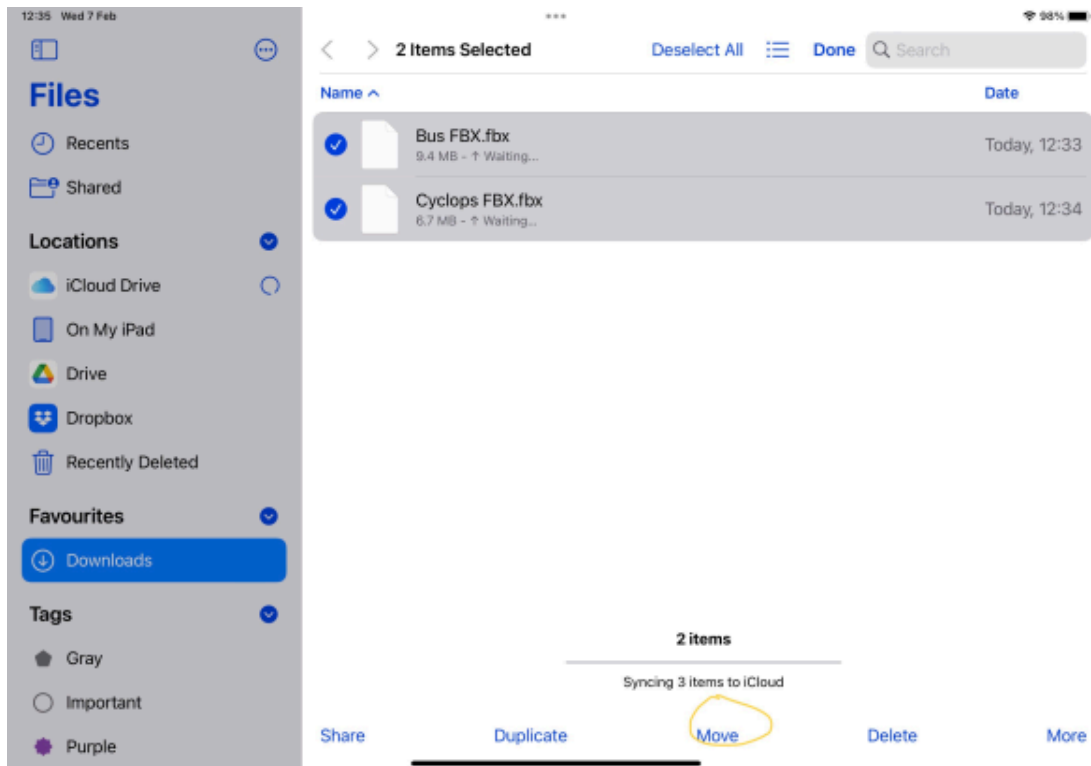 12:35 Wed 7 Feb
98%
Files
Recents
Shared
Locations
iCloud Drive
On My iPad
Drive
Dropbox
Recently Deleted
Favourites
Downloads
Tags
Gray
Important
Purple
2 Items Selected
Deselect All
Done
Search
Name
Date
Bus FBX.fbx
Today, 12:33
9.4 MB - ↑ Waiting...
Cyclops FBX.fbx
Today, 12:34
6.7 MB - ↑ Waiting...
2 items
Syncing 3 items to iCloud
Share Duplicate Move Delete More